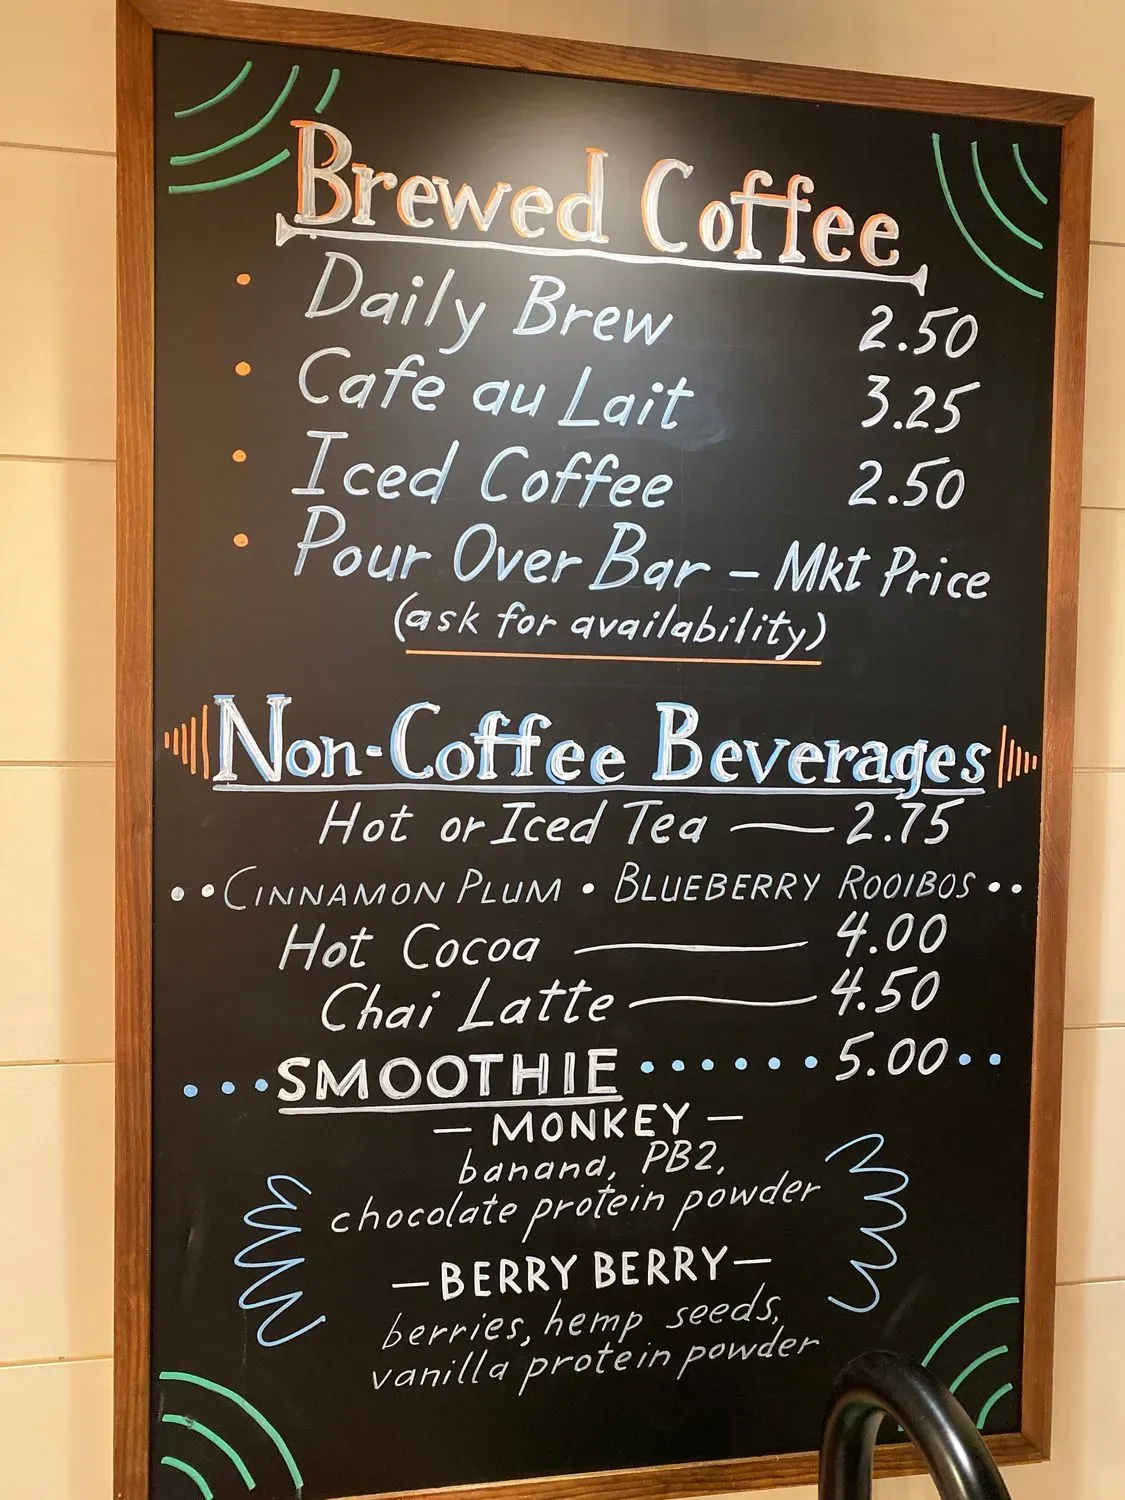 Brewed Coffee
• Daily Brew 2.50
• Cafe au Lait 3.25
• Iced Coffee 2.50
• Pour Over Bar – Mkt Price
(ask for availability)
Non-Coffee Beverages
Hot or Iced Tea — 2.75
•• CINNAMON PLUM • BLUEBERRY ROOIBOS ••
Hot Cocoa — 4.00
Chai Latte — 4.50
•••SMOOTHIE •••••• 5.00••
— MONKEY —
banana, PB2,
chocolate protein powder
— BERRY BERRY —
berries, hemp seeds,
vanilla protein powder